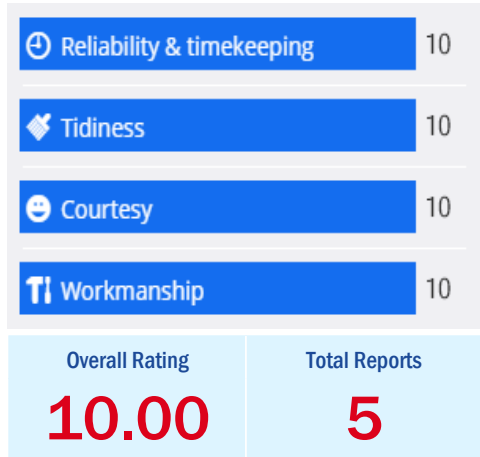 Reliability & timekeeping 10
Tidiness 10
Courtesy 10
Workmanship 10
Overall Rating Total Reports
10.00 5